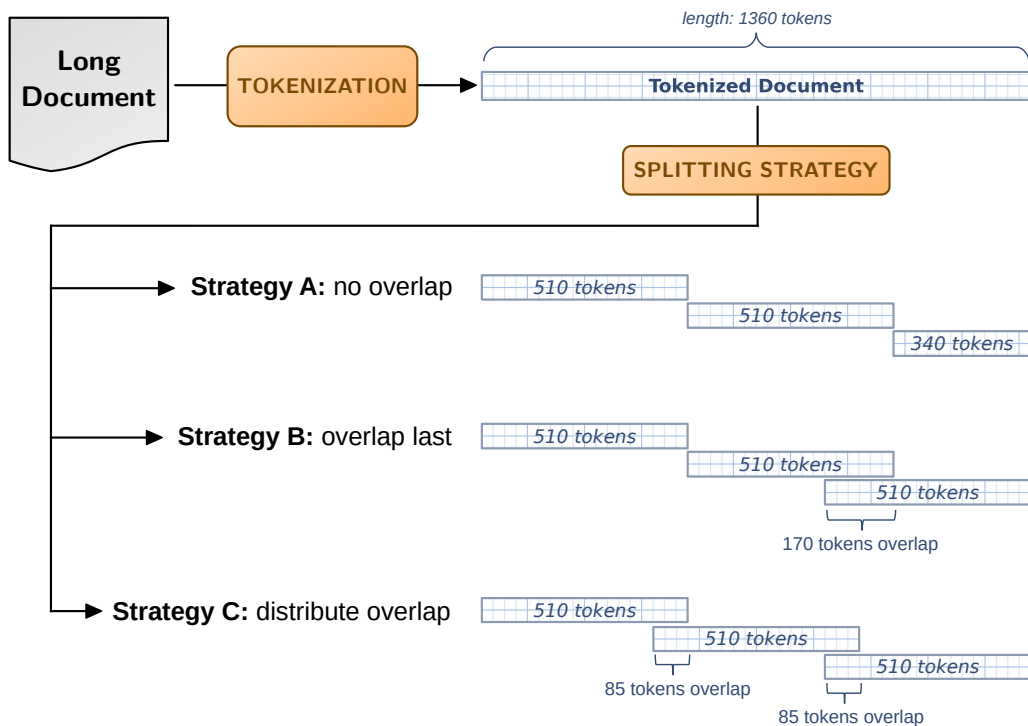 length: 1360 tokens
Long
Document
TOKENIZATION
Tokenized Document
SPLITTING STRATEGY
Strategy A: no overlap
510 tokens
510 tokens
340 tokens
Strategy B: overlap last
510 tokens
510 tokens
510 tokens
170 tokens overlap
Strategy C: distribute overlap
510 tokens
510 tokens
510 tokens
85 tokens overlap
85 tokens overlap